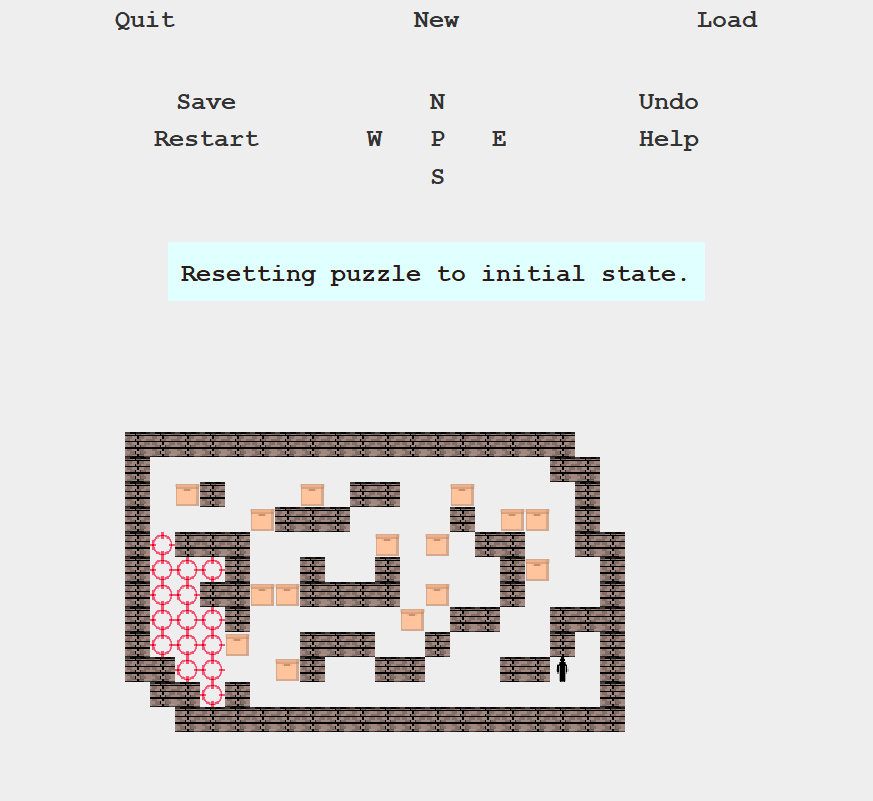 Quit New Load
Save N Undo
Restart W P E Help
S
Resetting puzzle to initial state.